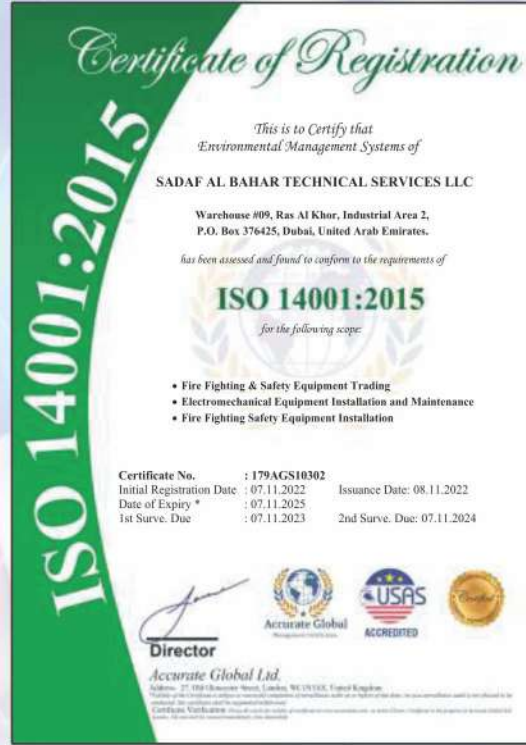 Certificate of Registration
ISO 14001:2015
This is to Certify that
Environmental Management Systems of
SADAF AL BAHAR TECHNICAL SERVICES LLC
Warehouse #09, Ras Al Khor, Industrial Area 2,
P.O. Box 376425, Dubai, United Arab Emirates.
has been assessed and found to conform to the requirements of
ISO 14001:2015
for the following scope:
• Fire Fighting & Safety Equipment Trading
• Electromechanical Equipment Installation and Maintenance
• Fire Fighting Safety Equipment Installation
Certificate No. : 179AGS10302
Initial Registration Date : 07.11.2022 Issuance Date: 08.11.2022
Date of Expiry * : 07.11.2025
1st Surve. Due : 07.11.2023 2nd Surve. Due: 07.11.2024
Accurate Global
USAS
ACCREDITED
Certified
Director
Accurate Global Ltd.